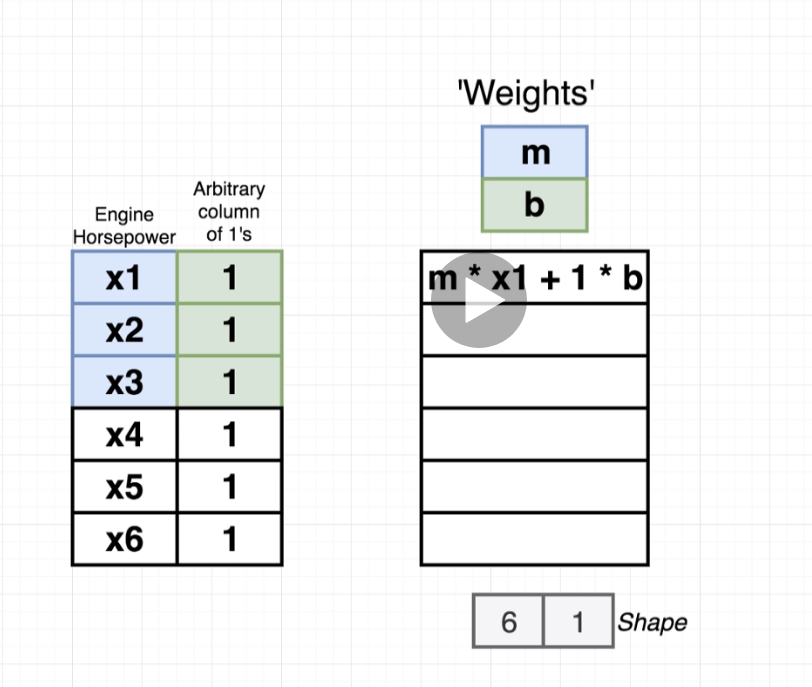 'Weights'
m
b
Engine
Horsepower
Arbitrary
column
of 1's
x1 1
x2 1
x3 1
x4 1
x5 1
x6 1
m * x1 + 1 * b
6 1 Shape